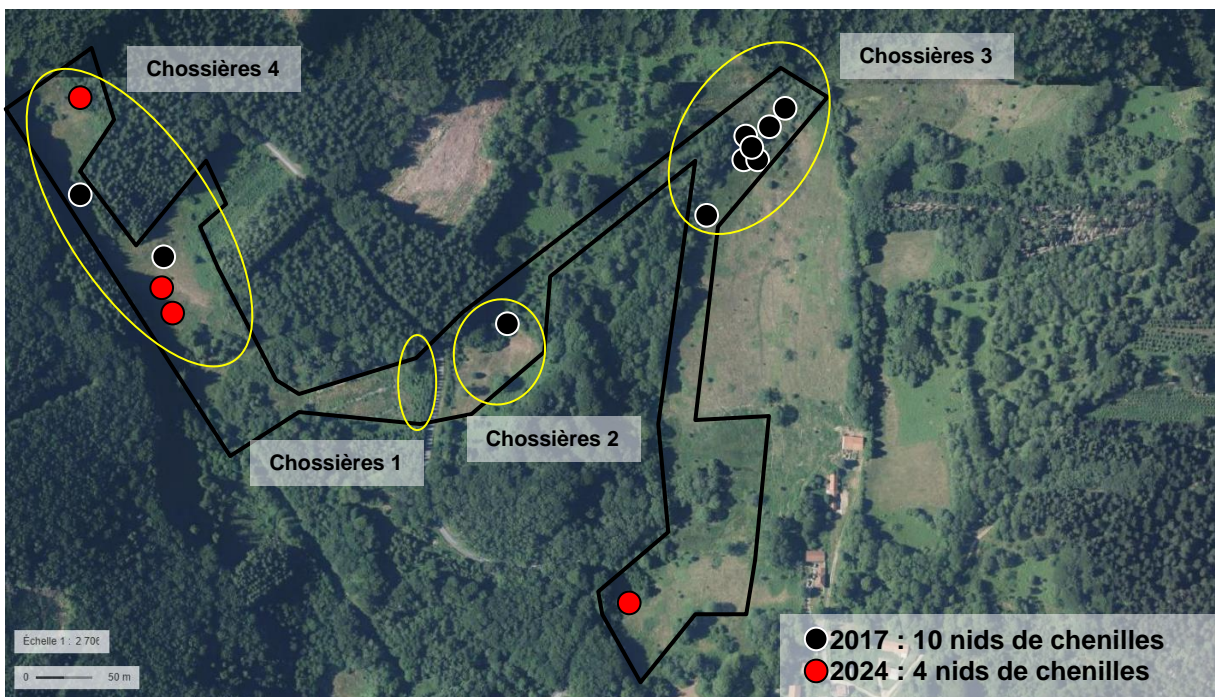 Chossières 4
Chossières 3
Chossières 2
Chossières 1
Échelle 1 : 2 70€
0 50 m
2017 : 10 nids de chenilles
2024 : 4 nids de chenilles